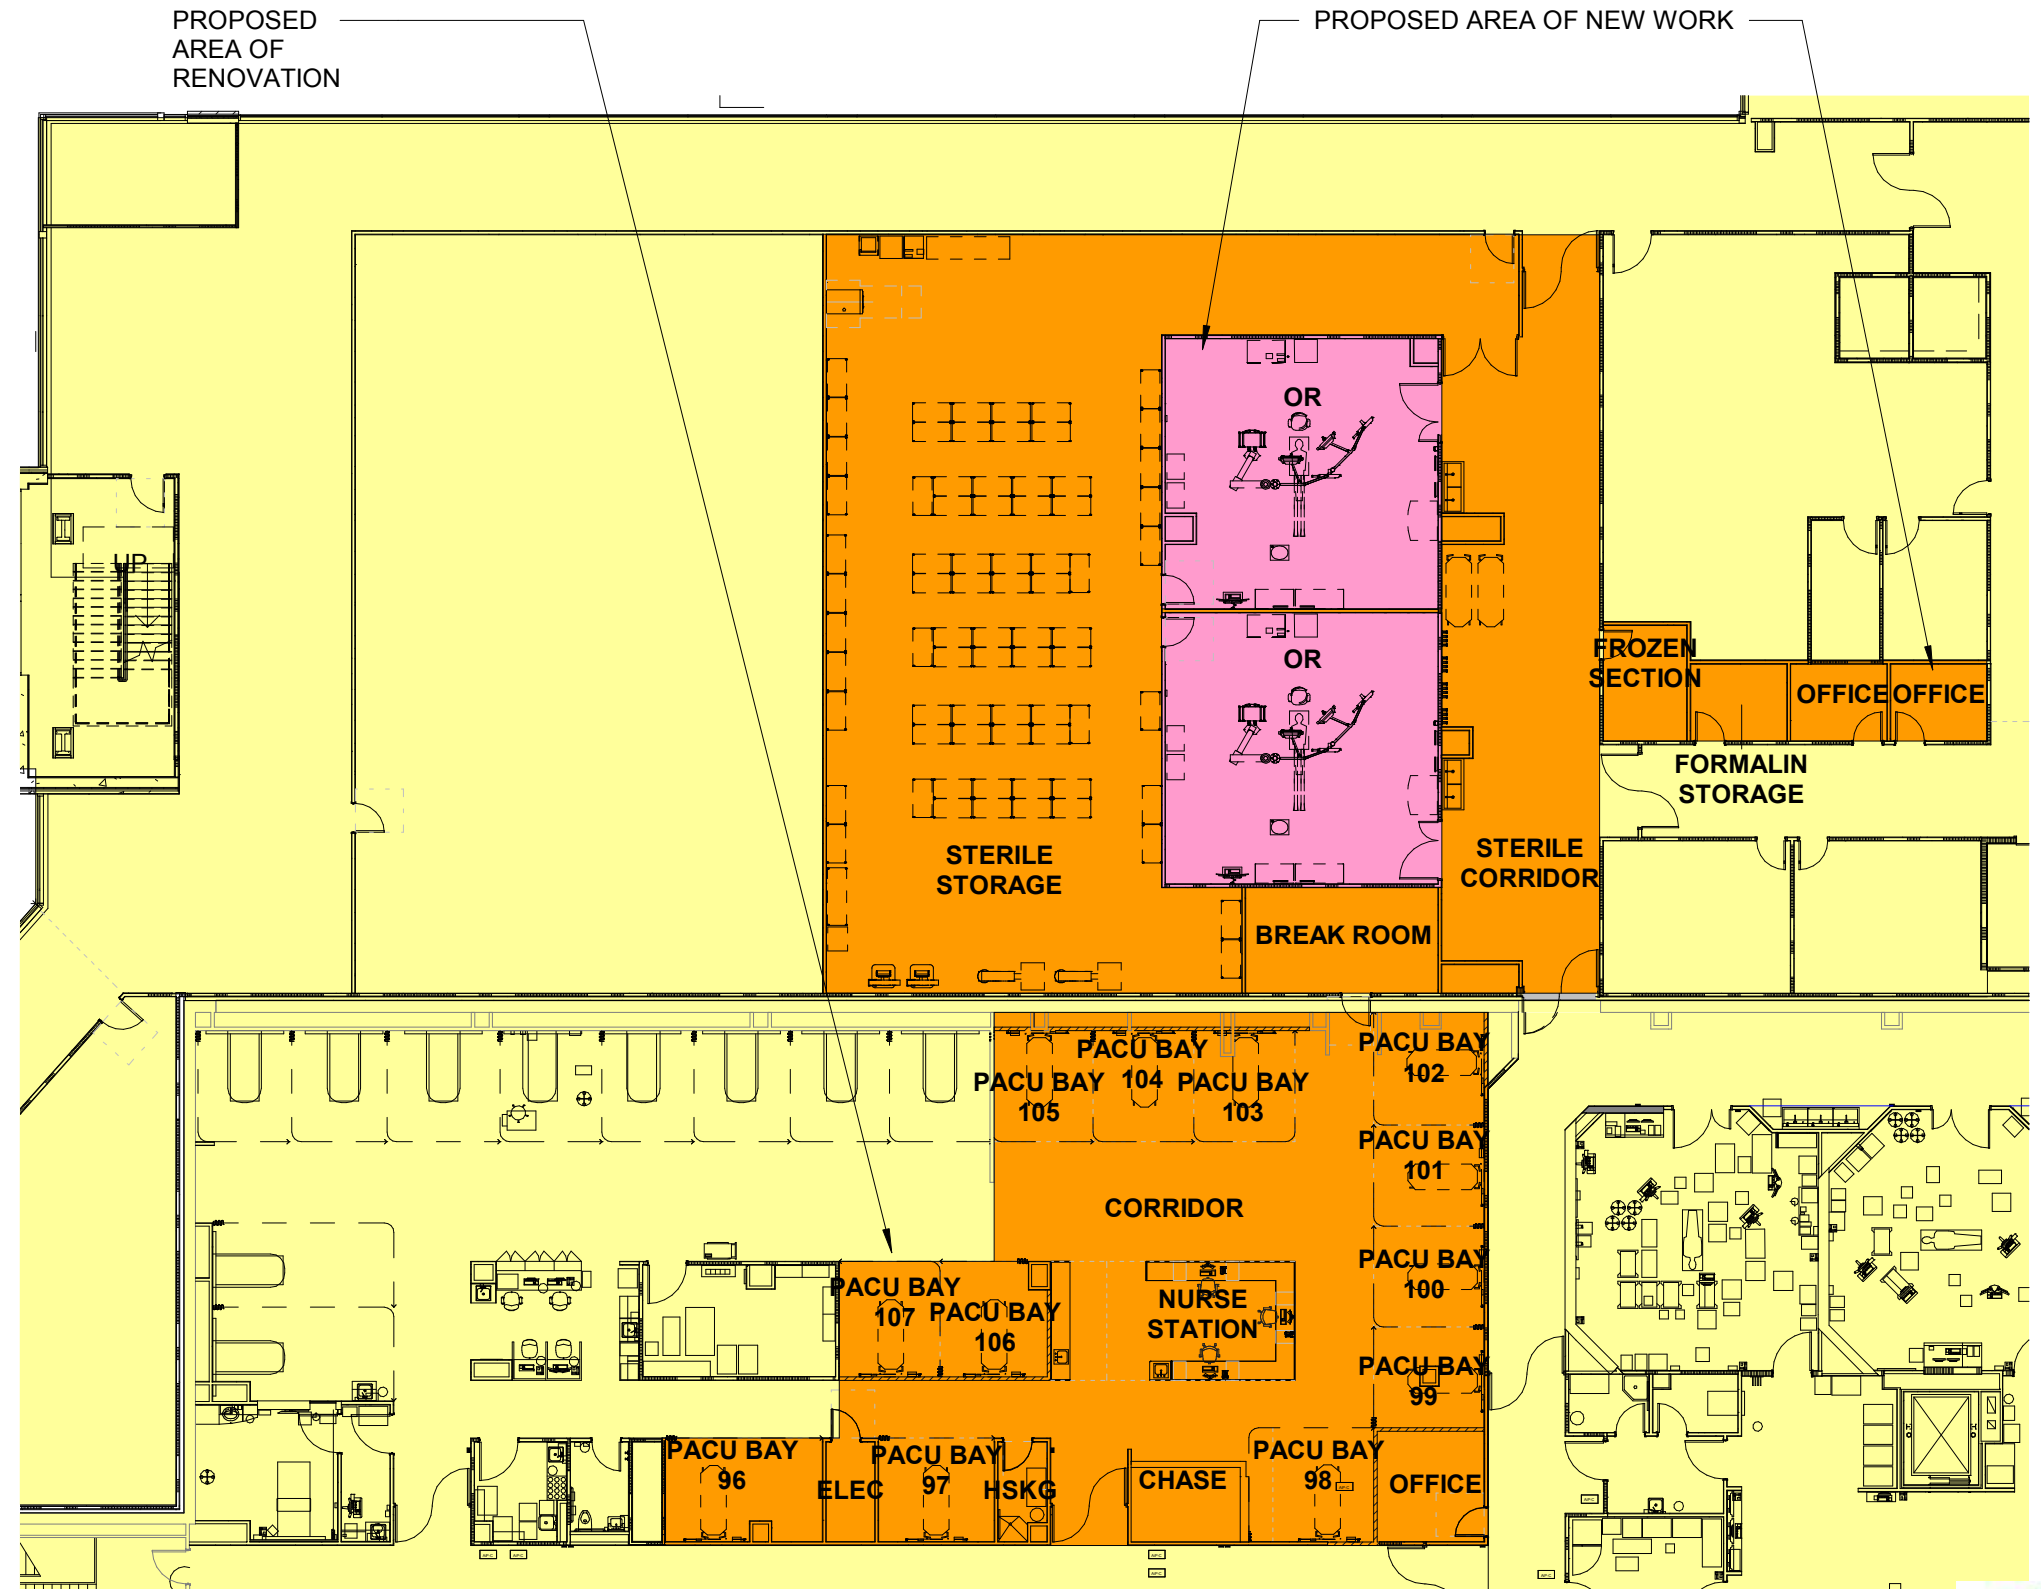 PROPOSED
AREA OF
RENOVATION
PROPOSED AREA OF NEW WORK
OR
UP
OR
FROZEN
SECTION
OFFICE
OFFICE
FORMALIN
STORAGE
STERILE
STORAGE
STERILE
CORRIDOR
BREAK ROOM
PACU BAY
102
PACU BAY
104
PACU BAY
105
PACU BAY
103
PACU BAY
101
CORRIDOR
PACU BAY
100
PACU BAY
107
PACU BAY
106
NURSE
STATION
PACU BAY
99
PACU BAY
96
ELEC
PACU BAY
97
HSKG
CHASE
PACU BAY
98
OFFICE